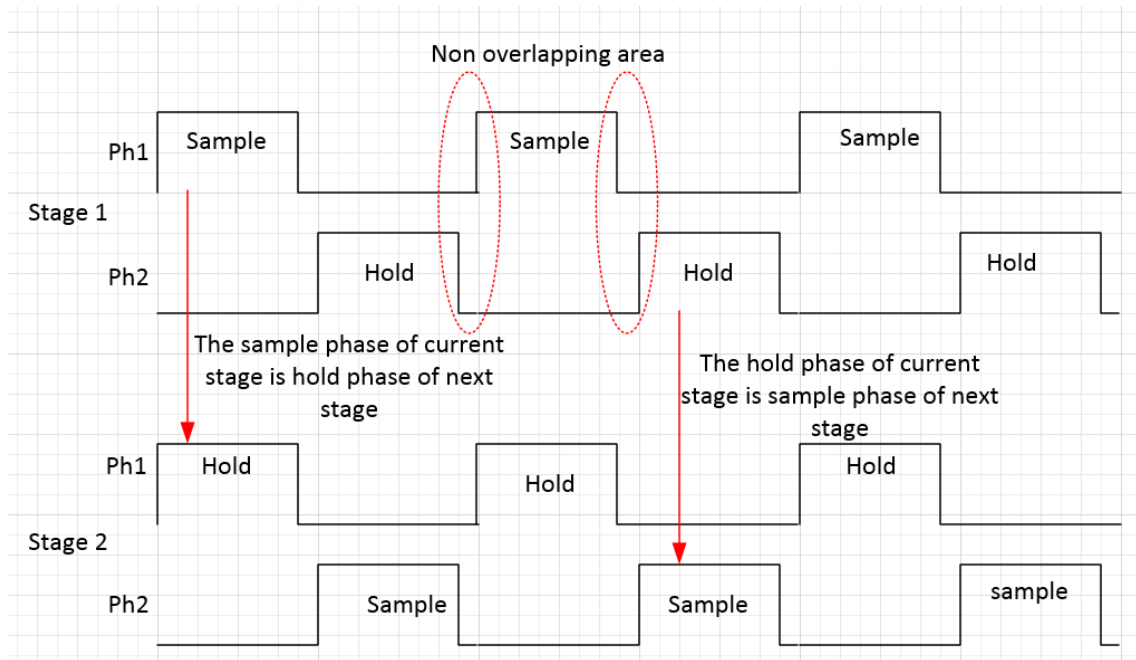 Non overlapping area
Ph1
Sample
Sample
Sample
Stage 1
Ph2
Hold
Hold
Hold
The sample phase of current
stage is hold phase of next
stage
The hold phase of current
stage is sample phase of next
stage
Ph1
Hold
Hold
Hold
Stage 2
Ph2
Sample
Sample
sample